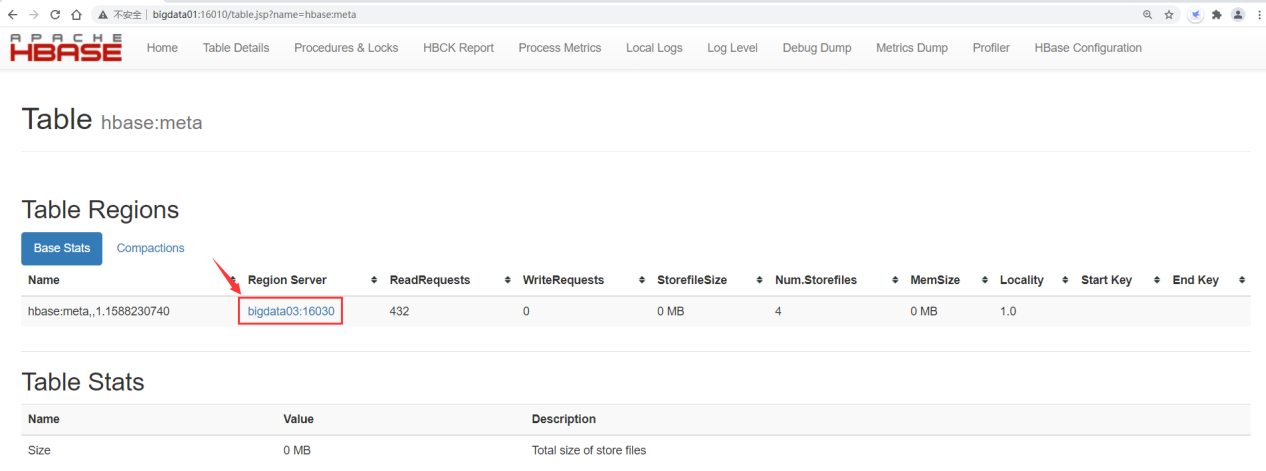 不安全 | bigdata01:16010/table.jsp?name=hbase:meta
APACHE
HBASE
Home Table Details Procedures & Locks HBCK Report Process Metrics Local Logs Log Level Debug Dump Metrics Dump Profiler HBase Configuration
Table hbase:meta
Table Regions
Base Stats Compactions
Name Region Server ReadRequests WriteRequests StorefileSize Num.Storefiles MemSize Locality Start Key End Key
hbase:meta,,1.1588230740 bigdata03:16030 432 0 0 MB 4 0 MB 1.0
Table Stats
Name Value Description
Size 0 MB Total size of store files